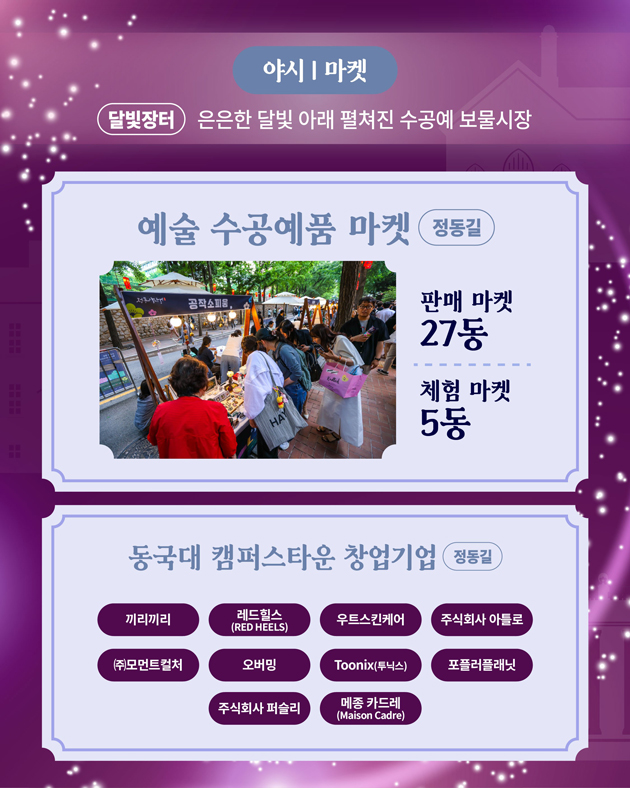 야시 | 마켓
달빛장터 은은한 달빛 아래 펼쳐진 수공예 보물시장
예술 수공예품 마켓 정동길
공작소피움
판매 마켓
27동
체험 마켓
5동
동국대 캠퍼스타운 창업기업 정동길
끼리끼리
레드힐스
(RED HEELS)
우트스킨케어
주식회사 아틀로
㈜모먼트컬처
오버밍
Toonix(투닉스)
포플러플래닛
주식회사 퍼슬리
메종 카드레
(Maison Cadre)